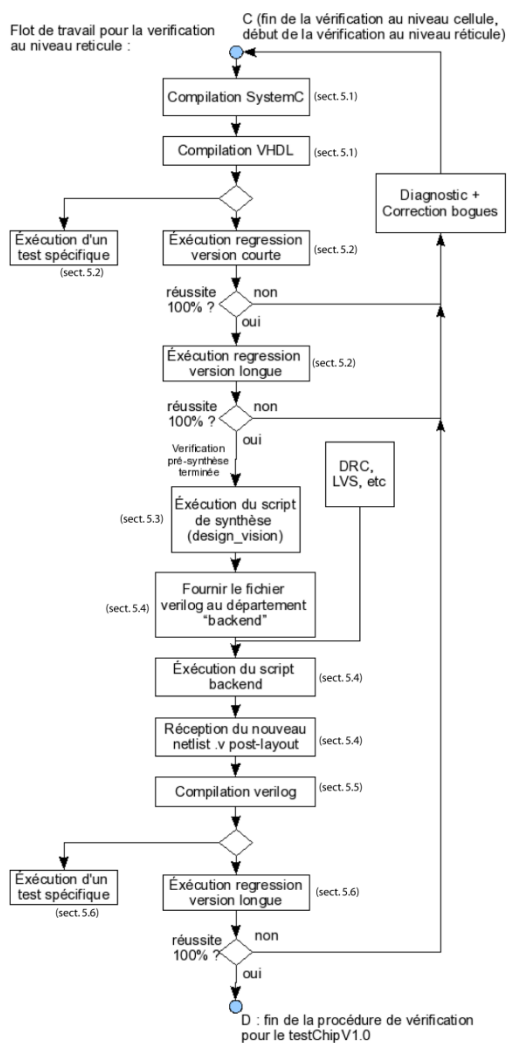 Flot de travail pour la verification
au niveau reticule :
C (fin de la vérification au niveau cellule,
début de la vérification au niveau réticule)
Compilation SystemC
(sect. 5.1)
Compilation VHDL
(sect. 5.1)
Diagnostic +
Correction bogues
Éxécution d'un
test spécifique
(sect. 5.2)
Éxécution regression
version courte
(sect. 5.2)
réussite
100% ?
non
oui
Éxécution regression
version longue
(sect. 5.2)
réussite
100% ?
non
oui
Verification
pré-synthèse
terminée
DRC,
LVS, etc
(sect. 5.3)
Éxécution du script
de synthèse
(design_vision)
(sect. 5.4)
Fournir le fichier
verilog au département
“backend”
Éxécution du script
backend
(sect. 5.4)
Réception du nouveau
netlist .v post-layout
(sect. 5.4)
Compilation verilog
(sect. 5.5)
Éxécution d'un
test spécifique
(sect. 5.6)
Éxécution regression
version longue
(sect. 5.6)
réussite
100% ?
non
oui
D : fin de la procédure de vérification
pour le testChipV1.0